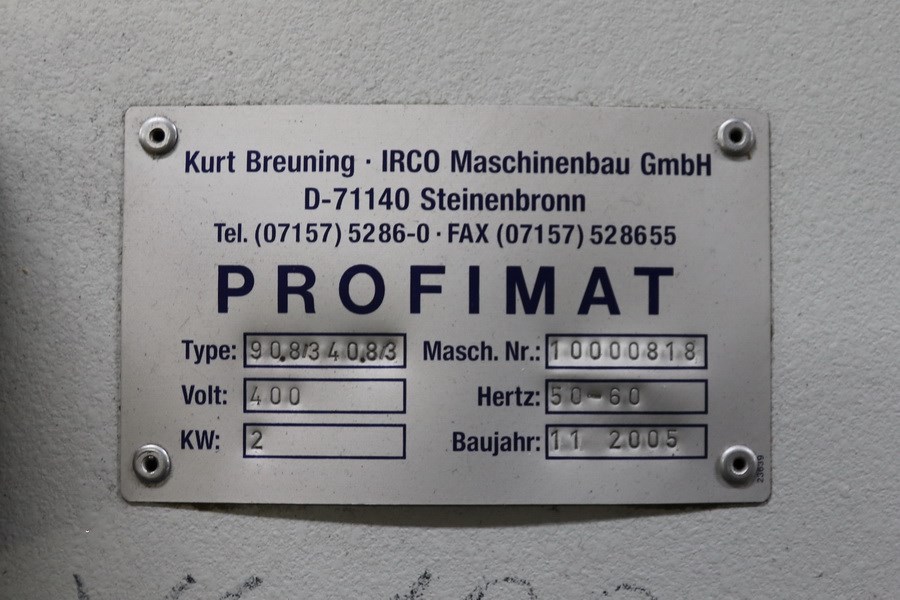 Kurt Breuning · IRCO Maschinenbau GmbH
D-71140 Steinenbronn
Tel. (07157) 5286-0 · FAX (07157) 528655
PROFIMAT
Type: 90.8/340.8/3 Masch. Nr.: 10000818
Volt: 400 Hertz: 50-60
KW: 2 Baujahr: 11 2005